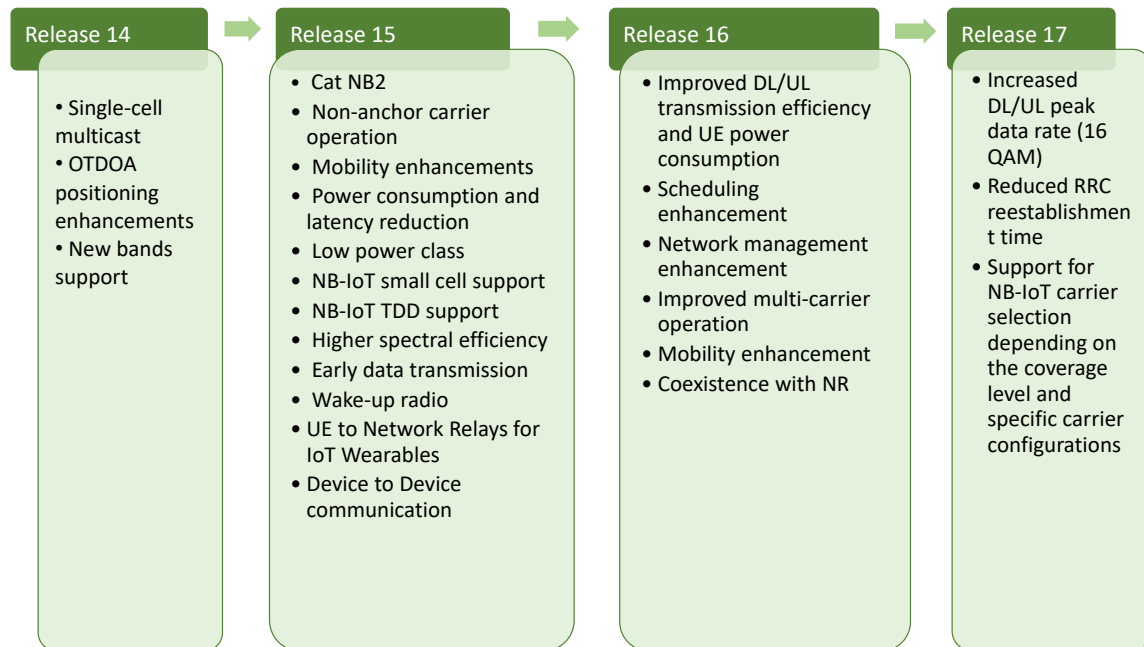 Release 14
• Single-cell
multicast
• OTDOA
positioning
enhancements
• New bands
support
Release 15
• Cat NB2
• Non-anchor carrier
operation
• Mobility enhancements
• Power consumption and
latency reduction
• Low power class
• NB-IoT small cell support
• NB-IoT TDD support
• Higher spectral efficiency
• Early data transmission
• Wake-up radio
• UE to Network Relays for
IoT Wearables
• Device to Device
communication
Release 16
• Improved DL/UL
transmission efficiency
and UE power
consumption
• Scheduling
enhancement
• Network management
enhancement
• Improved multi-carrier
operation
• Mobility enhancement
• Coexistence with NR
Release 17
• Increased
DL/UL peak
data rate (16
QAM)
• Reduced RRC
reestablishmen
t time
• Support for
NB-IoT carrier
selection
depending on
the coverage
level and
specific carrier
configurations